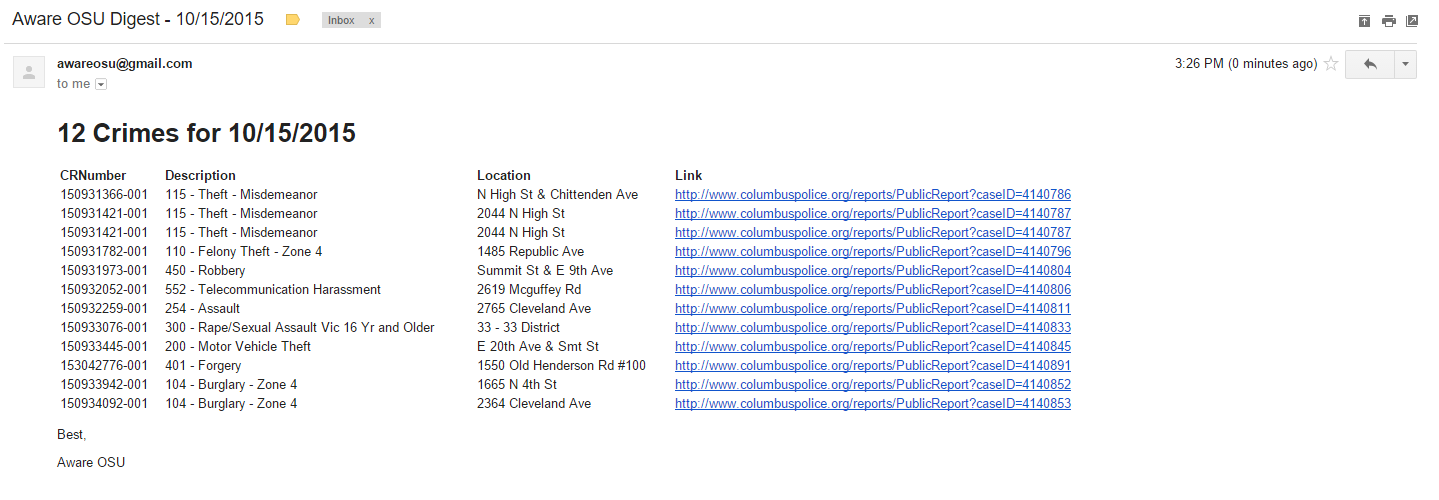 Aware OSU Digest - 10/15/2015 Inbox x
awareosu@gmail.com 3:26 PM (0 minutes ago)
to me
12 Crimes for 10/15/2015
CRNumber Description Location Link
150931366-001 115 - Theft - Misdemeanor N High St & Chittenden Ave http://www.columbuspolice.org/reports/PublicReport?caseID=4140786
150931421-001 115 - Theft - Misdemeanor 2044 N High St http://www.columbuspolice.org/reports/PublicReport?caseID=4140787
150931421-001 115 - Theft - Misdemeanor 2044 N High St http://www.columbuspolice.org/reports/PublicReport?caseID=4140787
150931782-001 110 - Felony Theft - Zone 4 1485 Republic Ave http://www.columbuspolice.org/reports/PublicReport?caseID=4140796
150931973-001 450 - Robbery Summit St & E 9th Ave http://www.columbuspolice.org/reports/PublicReport?caseID=4140804
150932052-001 552 - Telecommunication Harassment 2619 Mcguffey Rd http://www.columbuspolice.org/reports/PublicReport?caseID=4140806
150932259-001 254 - Assault 2765 Cleveland Ave http://www.columbuspolice.org/reports/PublicReport?caseID=4140811
150933076-001 300 - Rape/Sexual Assault Vic 16 Yr and Older 33 - 33 District http://www.columbuspolice.org/reports/PublicReport?caseID=4140833
150933445-001 200 - Motor Vehicle Theft E 20th Ave & Smt St http://www.columbuspolice.org/reports/PublicReport?caseID=4140845
153042776-001 401 - Forgery 1550 Old Henderson Rd #100 http://www.columbuspolice.org/reports/PublicReport?caseID=4140891
150933942-001 104 - Burglary - Zone 4 1665 N 4th St http://www.columbuspolice.org/reports/PublicReport?caseID=4140852
150934092-001 104 - Burglary - Zone 4 2364 Cleveland Ave http://www.columbuspolice.org/reports/PublicReport?caseID=4140853
Best,
Aware OSU